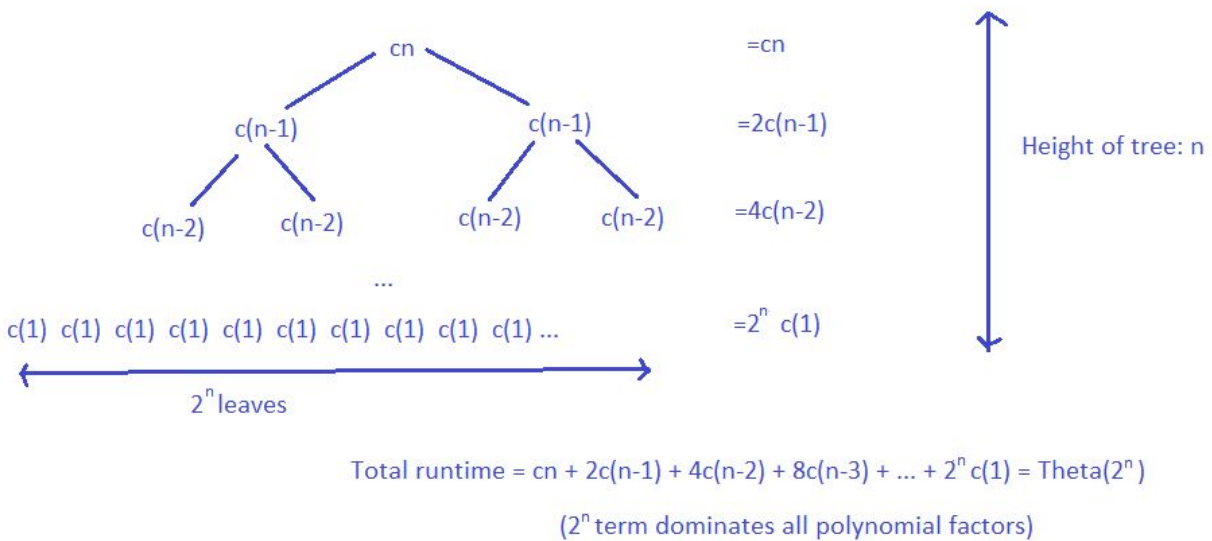 cn =cn
c(n-1) c(n-1) =2c(n-1)
Height of tree: n
c(n-2) c(n-2) c(n-2) c(n-2) =4c(n-2)
...
c(1) c(1) c(1) c(1) c(1) c(1) c(1) c(1) c(1) c(1) ... =2^n c(1)
2^n leaves
Total runtime = cn + 2c(n-1) + 4c(n-2) + 8c(n-3) + ... + 2^n c(1) = Theta(2^n)
(2^n term dominates all polynomial factors)